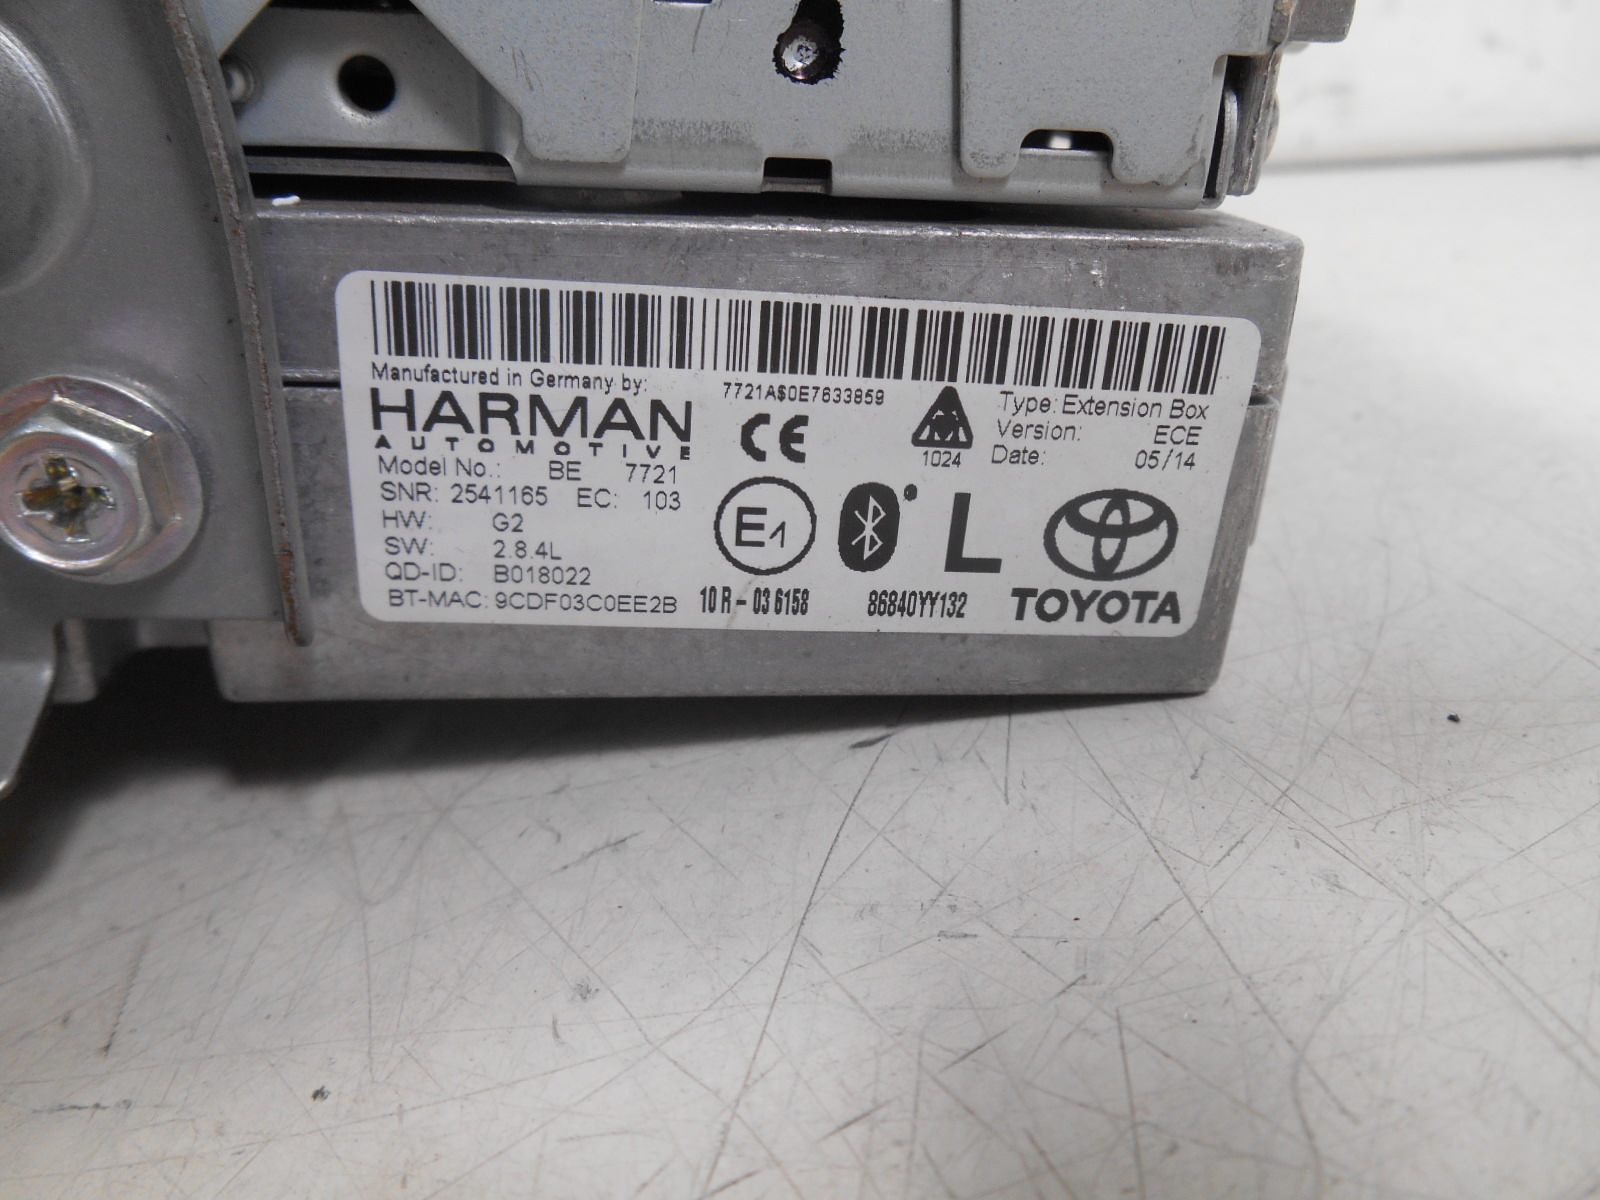 Manufactured in Germany by:
7721A$0E7633859
HARMAN
AUTOMOTIVE
CE
1024
Type: Extension Box
Version: ECE
Date: 05/14
Model No.: BE 7721
SNR: 2541165 EC: 103
HW: G2
SW: 2.8.4L
QD-ID: B018022
BT-MAC: 9CDF03C0EE2B
E1
10 R - 03 6158
L
86840YY132
TOYOTA